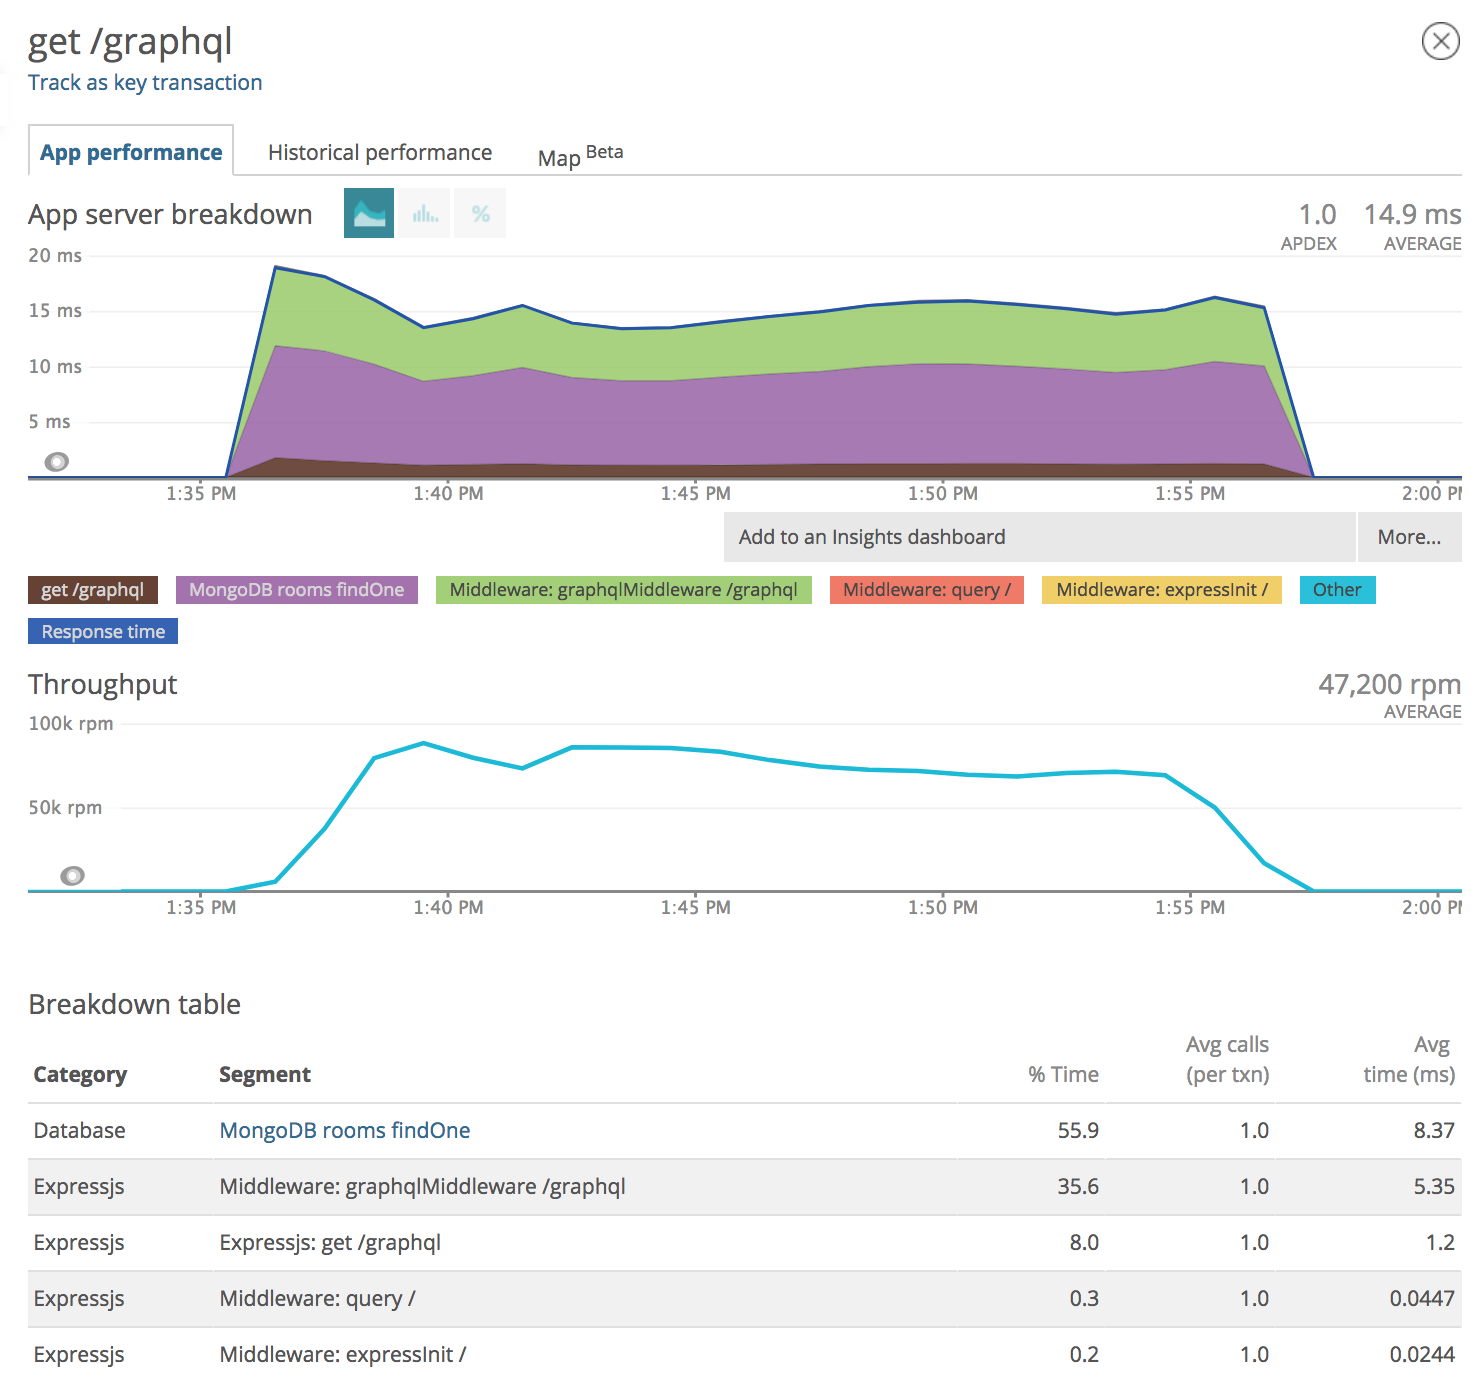 get /graphql
Track as key transaction
App performance Historical performance Map Beta
App server breakdown % 1.0 14.9 ms
APDEX AVERAGE
20 ms
15 ms
10 ms
5 ms
1:35 PM 1:40 PM 1:45 PM 1:50 PM 1:55 PM 2:00 PM
Add to an Insights dashboard More...
get /graphql MongoDB rooms findOne Middleware: graphqlMiddleware /graphql Middleware: query / Middleware: expressInit / Other
Response time
Throughput 47,200 rpm
AVERAGE
100k rpm
50k rpm
1:35 PM 1:40 PM 1:45 PM 1:50 PM 1:55 PM 2:00 PM
Breakdown table
Avg calls Avg
Category Segment % Time (per txn) time (ms)
Database MongoDB rooms findOne 55.9 1.0 8.37
Expressjs Middleware: graphqlMiddleware /graphql 35.6 1.0 5.35
Expressjs Expressjs: get /graphql 8.0 1.0 1.2
Expressjs Middleware: query / 0.3 1.0 0.0447
Expressjs Middleware: expressInit / 0.2 1.0 0.0244